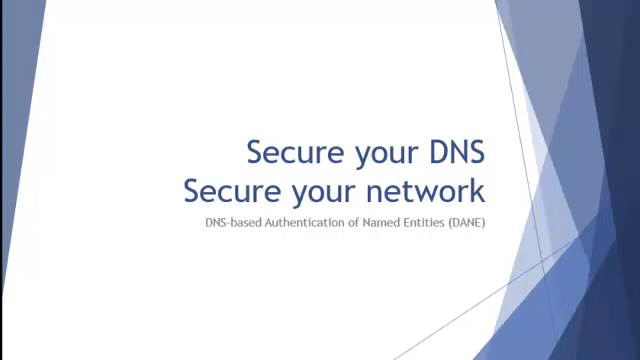 Secure your DNS
Secure your network
DNS-based Authentication of Named Entities (DANE)